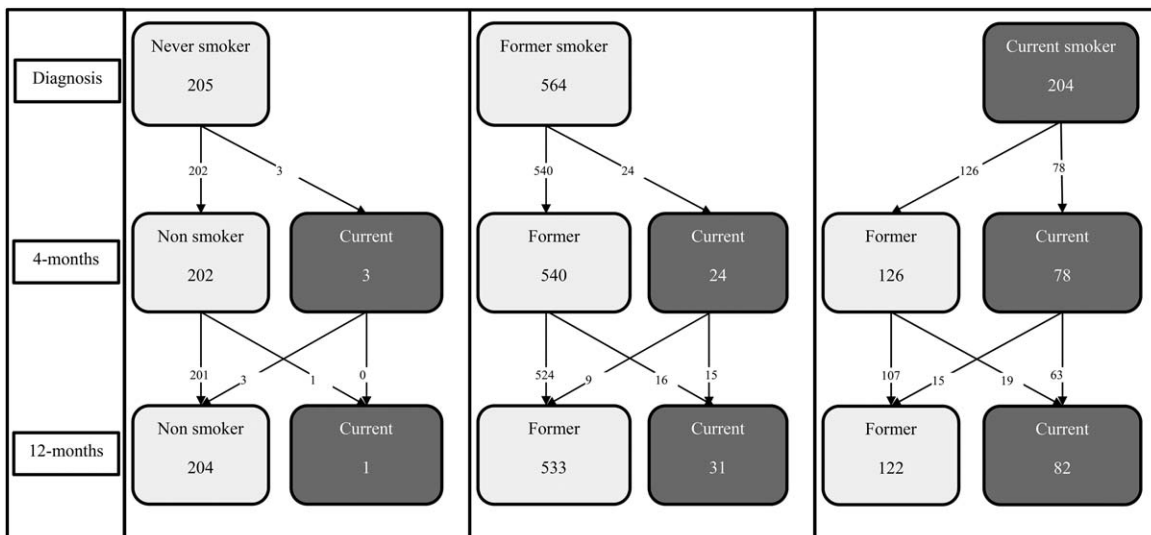 Never smoker
205
Former smoker
564
Current smoker
204
Diagnosis
202
3
540
24
126
78
4-months
Non smoker
202
Current
3
Former
540
Current
24
Former
126
Current
78
201
3
1
0
524
9
16
15
107
15
19
63
12-months
Non smoker
204
Current
1
Former
533
Current
31
Former
122
Current
82